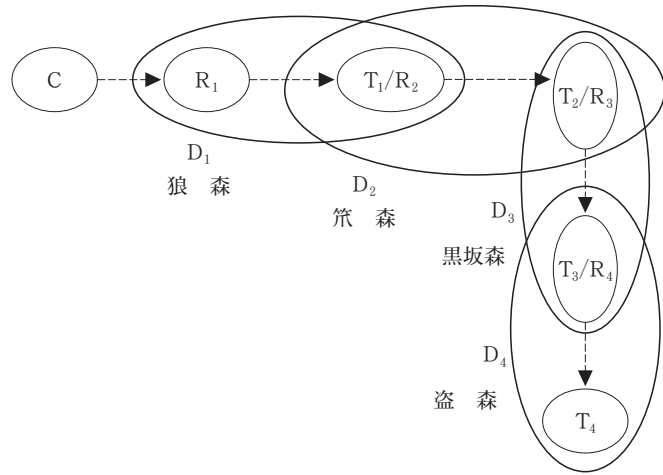 C
R₁
T₁/R₂
T₂/R₃
D₁
狼 森
D₂
笊 森
D₃
黒坂森
T₃/R₄
D₄
盗 森
T₄